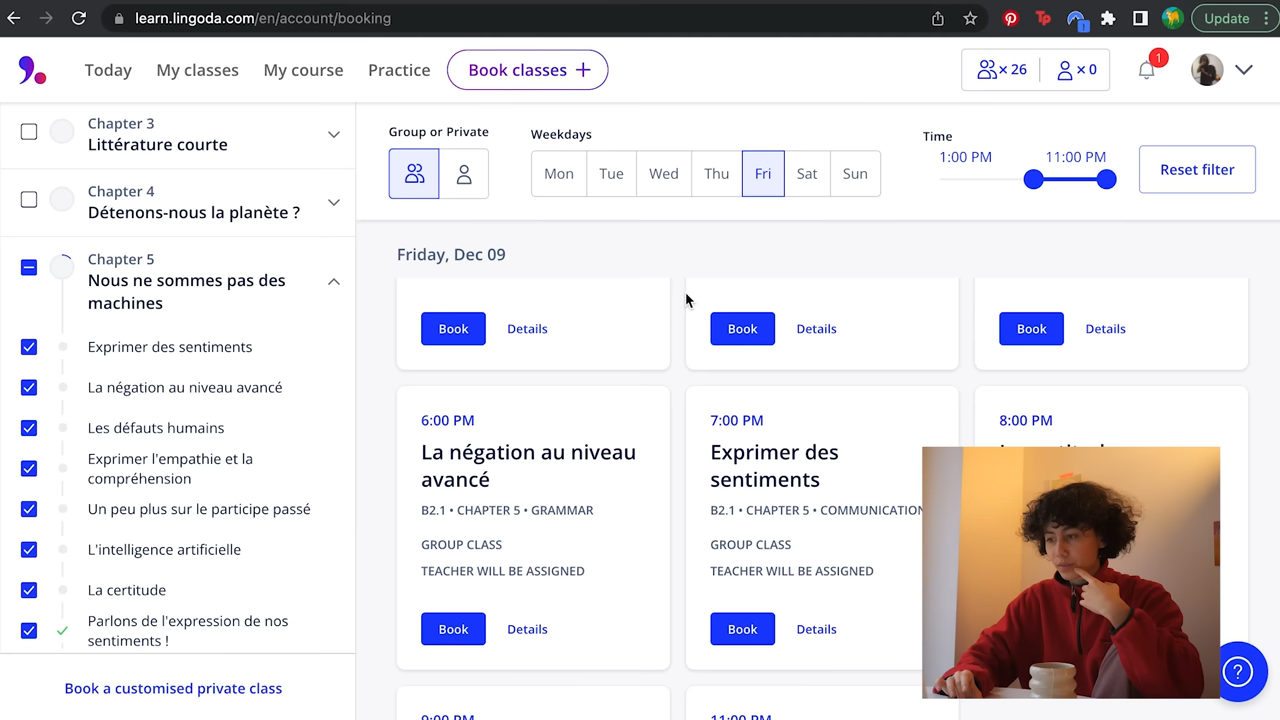 learn.lingoda.com/en/account/booking
Update
Today
My classes
My course
Practice
Book classes +
× 26
× 0
1
Chapter 3
Littérature courte
Chapter 4
Détenons-nous la planète ?
Chapter 5
Nous ne sommes pas des
machines
Exprimer des sentiments
La négation au niveau avancé
Les défauts humains
Exprimer l'empathie et la
compréhension
Un peu plus sur le participe passé
L'intelligence artificielle
La certitude
Parlons de l'expression de nos
sentiments !
Book a customised private class
Group or Private
Weekdays
Mon
Tue
Wed
Thu
Fri
Sat
Sun
Time
1:00 PM
11:00 PM
Reset filter
Friday, Dec 09
Book
Details
Book
Details
Book
Details
6:00 PM
La négation au niveau
avancé
B2.1 • CHAPTER 5 • GRAMMAR
GROUP CLASS
TEACHER WILL BE ASSIGNED
Book
Details
7:00 PM
Exprimer des
sentiments
B2.1 • CHAPTER 5 • COMMUNICATION
GROUP CLASS
TEACHER WILL BE ASSIGNED
Book
Details
8:00 PM
9:00 PM
11:00 PM
?